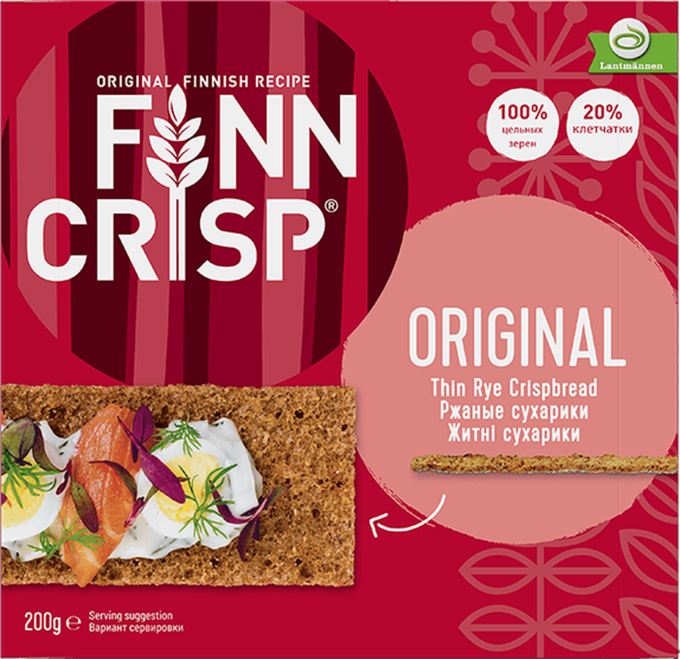 Lantmännen
ORIGINAL FINNISH RECIPE
FINN
CRISP®
100%
цельных
зерен
20%
клетчатки
ORIGINAL
Thin Rye Crispbread
Ржаные сухарики
Житні сухарики
200g ℮
Serving suggestion
Вариант сервировки